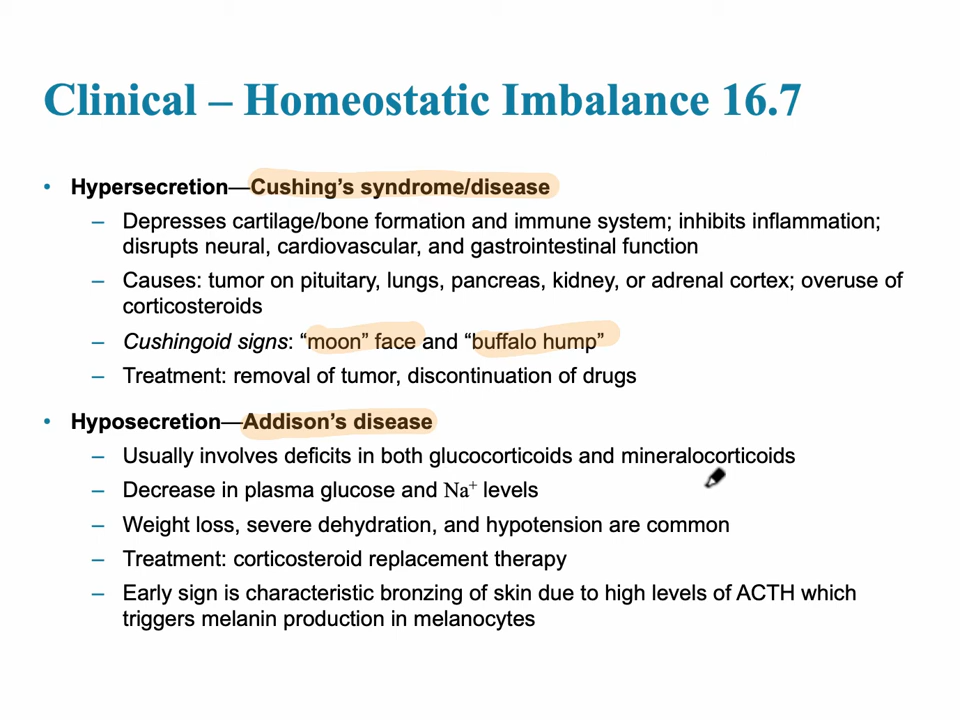 Clinical – Homeostatic Imbalance 16.7
• Hypersecretion—Cushing’s syndrome/disease
– Depresses cartilage/bone formation and immune system; inhibits inflammation;
disrupts neural, cardiovascular, and gastrointestinal function
– Causes: tumor on pituitary, lungs, pancreas, kidney, or adrenal cortex; overuse of
corticosteroids
– Cushingoid signs: “moon” face and “buffalo hump”
– Treatment: removal of tumor, discontinuation of drugs
• Hyposecretion—Addison’s disease
– Usually involves deficits in both glucocorticoids and mineralocorticoids
– Decrease in plasma glucose and Na⁺ levels
– Weight loss, severe dehydration, and hypotension are common
– Treatment: corticosteroid replacement therapy
– Early sign is characteristic bronzing of skin due to high levels of ACTH which
triggers melanin production in melanocytes